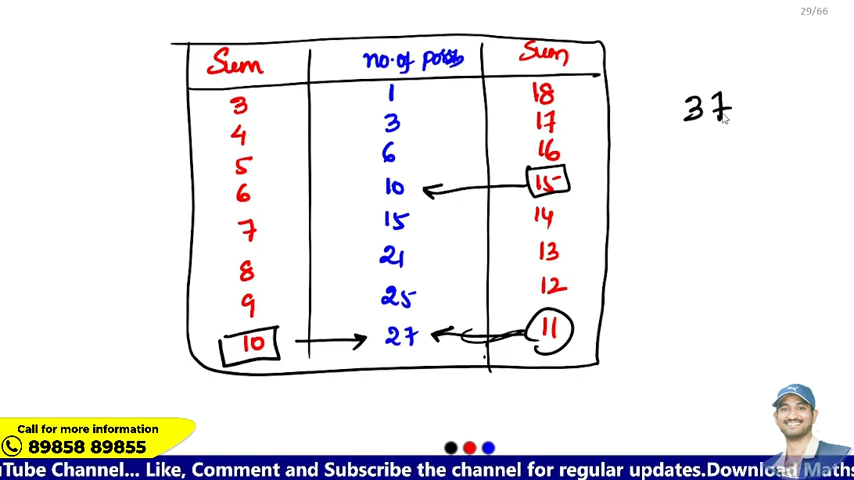 29/66
Sum no. of possb Sum
3 1 18
4 3 17
5 6 16
6 10 15
7 15 14
8 21 13
9 25 12
10 27 11
37
Call for more information
89858 89855
uTube Channel... Like, Comment and Subscribe the channel for regular updates.Download Maths